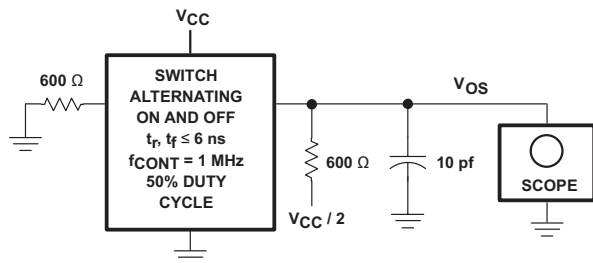 VCC
600 Ω
SWITCH
ALTERNATING
ON AND OFF
tr, tf ≤ 6 ns
fCONT = 1 MHz
50% DUTY
CYCLE
VOS
600 Ω
10 pf
VCC / 2
SCOPE